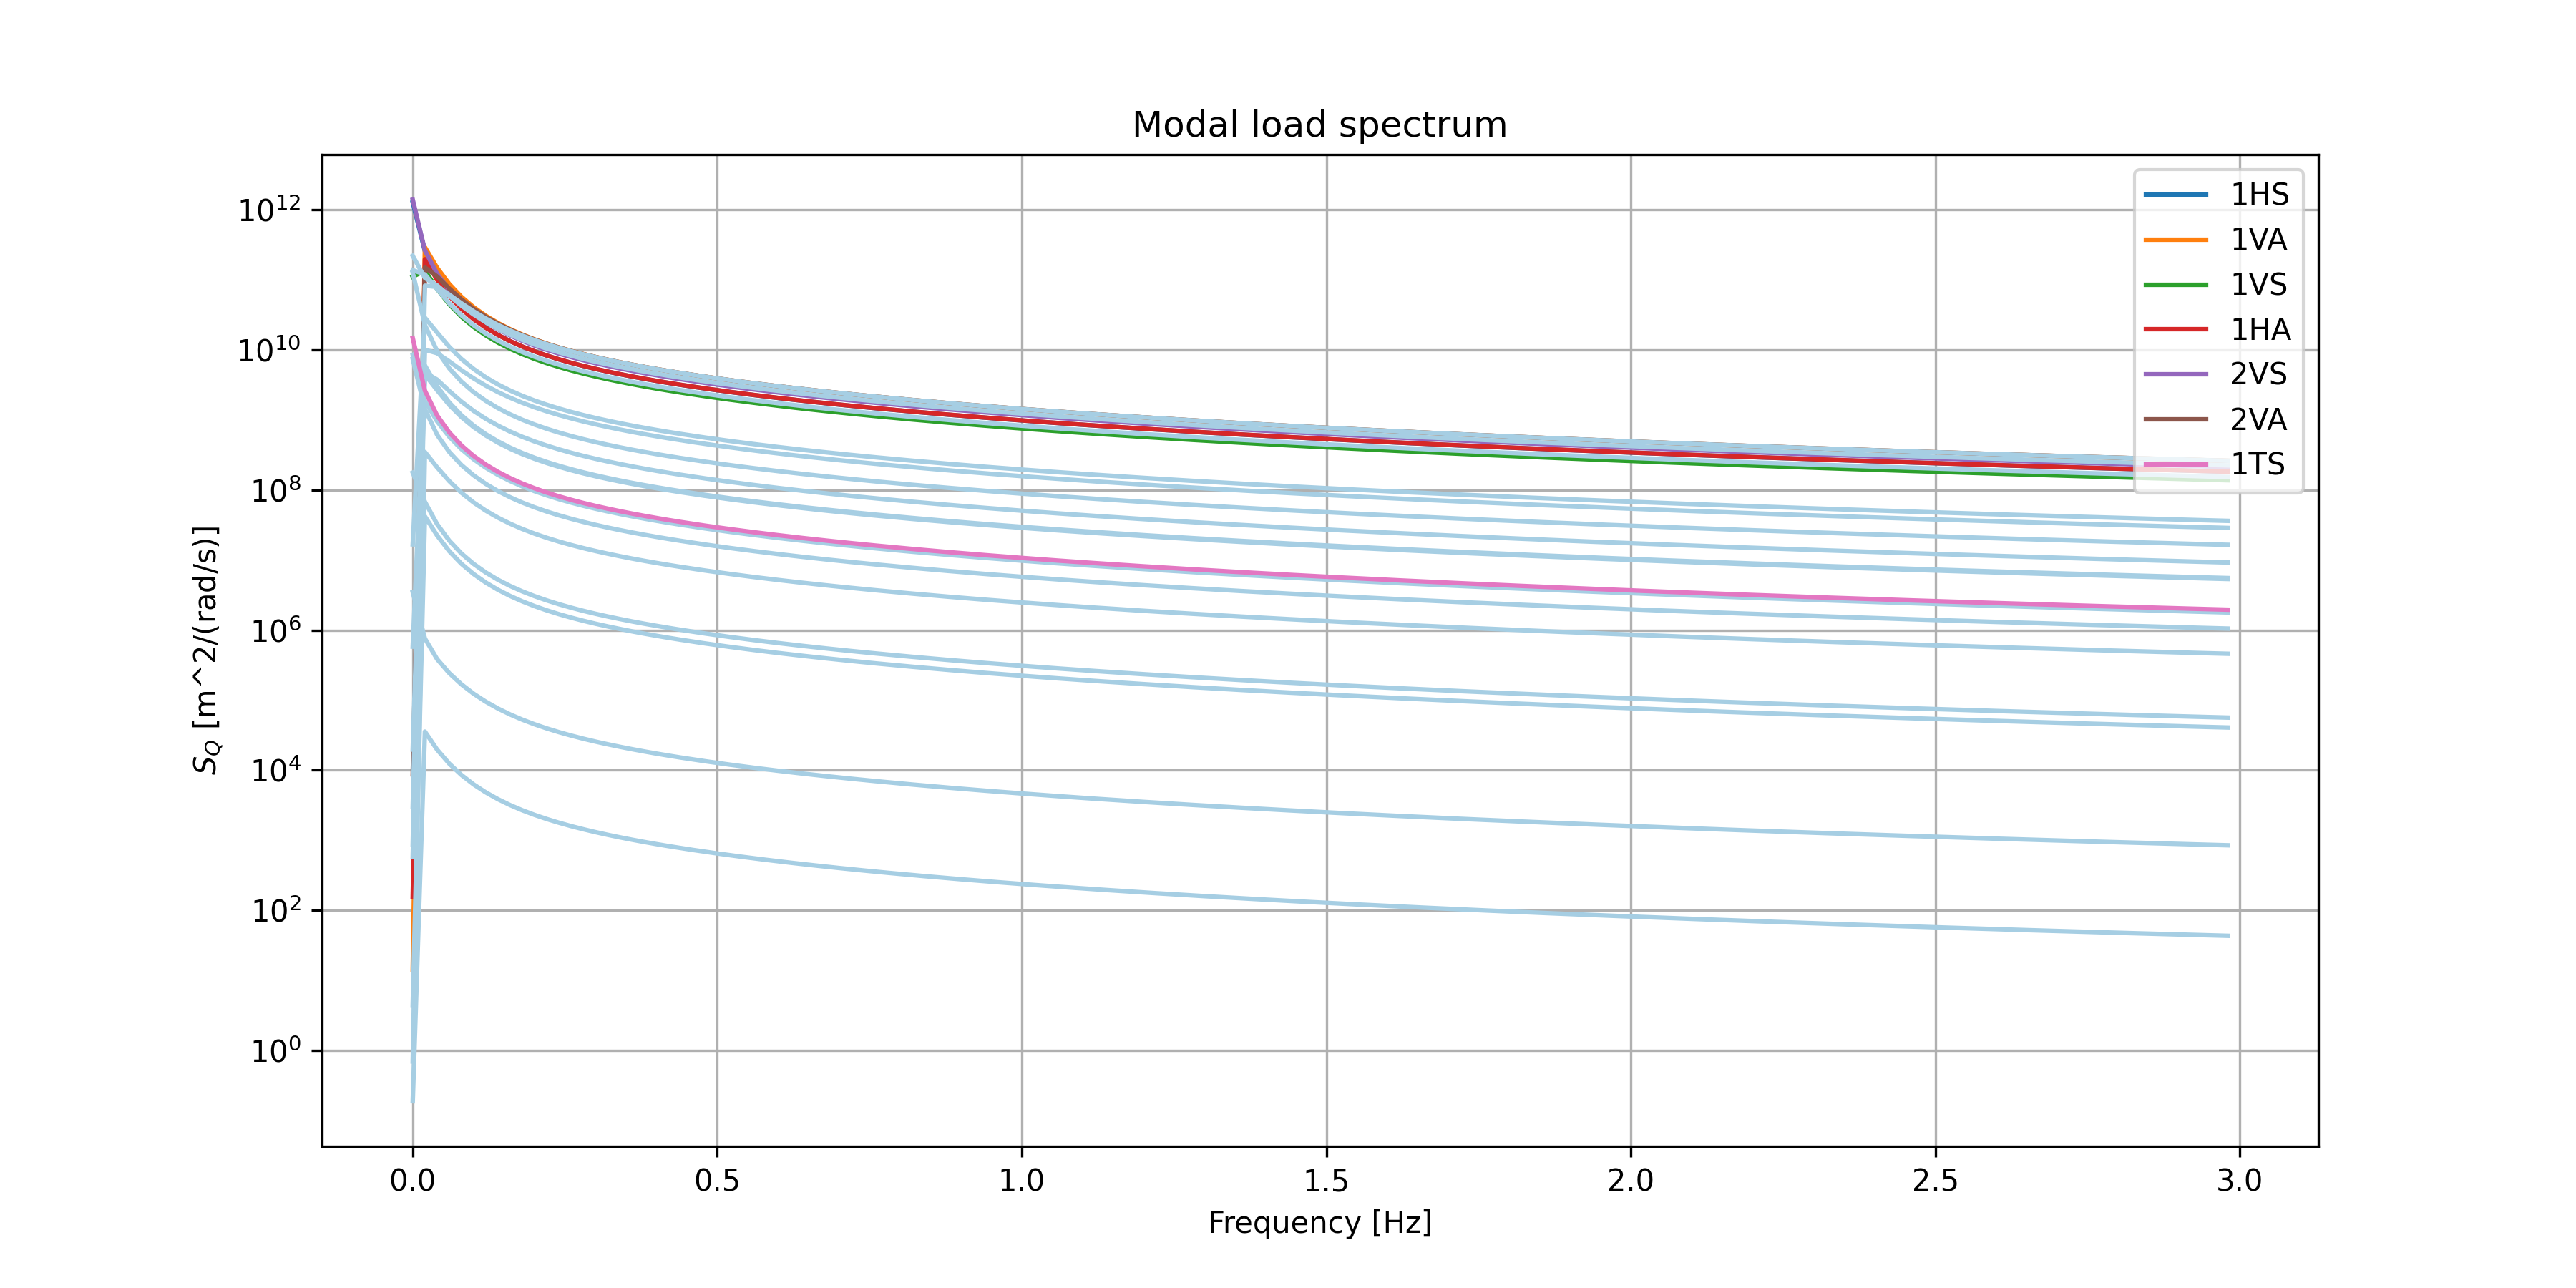 Modal load spectrum
10^12
10^10
10^8
10^6
10^4
10^2
10^0
S_Q [m^2/(rad/s)]
0.0 0.5 1.0 1.5 2.0 2.5 3.0
Frequency [Hz]
1HS
1VA
1VS
1HA
2VS
2VA
1TS